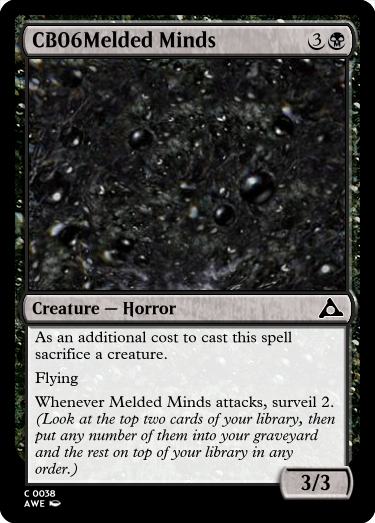 CB06Melded Minds 3
Creature — Horror
As an additional cost to cast this spell
sacrifice a creature.
Flying
Whenever Melded Minds attacks, surveil 2.
(Look at the top two cards of your library, then
put any number of them into your graveyard
and the rest on top of your library in any
order.)
3/3
C 0038
AWE